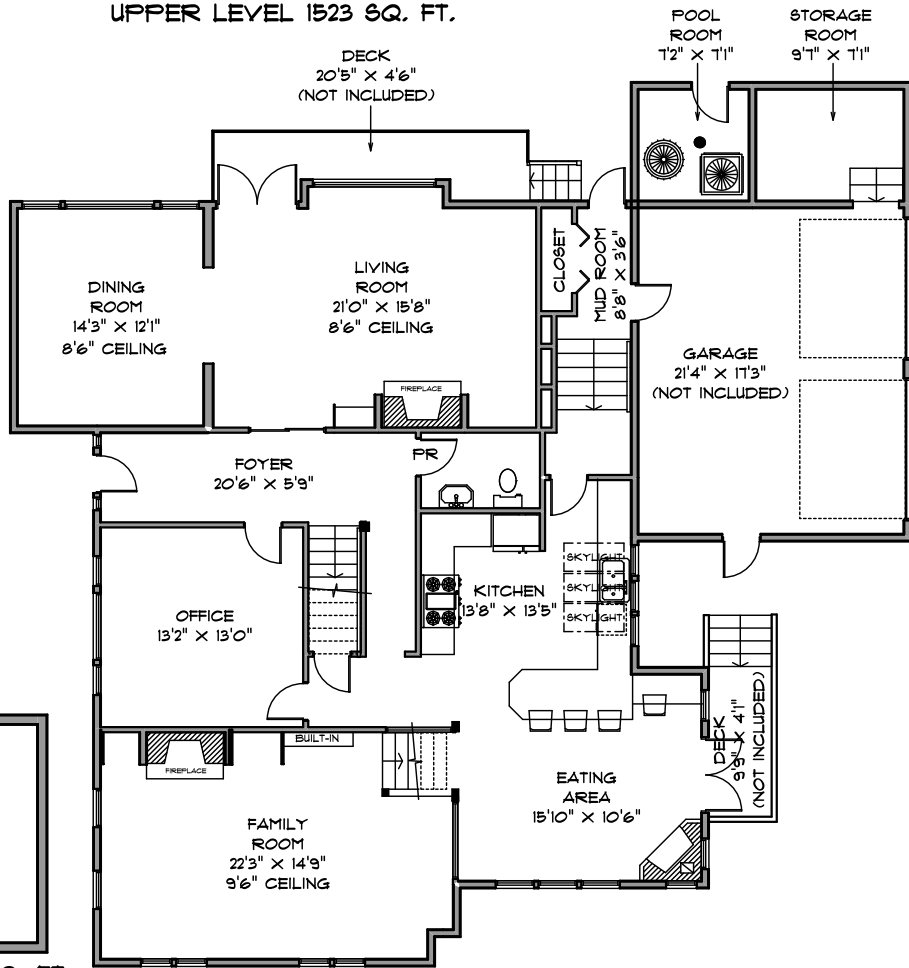 UPPER LEVEL 1523 SQ. FT.
POOL
ROOM
7'2" X 7'1"
STORAGE
ROOM
9'7" X 7'1"
DECK
20'5" X 4'6"
(NOT INCLUDED)
DINING
ROOM
14'3" X 12'1"
8'6" CEILING
LIVING
ROOM
21'0" X 15'8"
8'6" CEILING
CLOSET
MUD ROOM
8'8" X 3'6"
GARAGE
21'4" X 17'3"
(NOT INCLUDED)
FIREPLACE
FOYER
20'6" X 5'9"
PR
KITCHEN
13'8" X 13'5"
SKYLIGHT
SKYLIGHT
SKYLIGHT
OFFICE
13'2" X 13'0"
DECK
9'9" X 4'1"
(NOT INCLUDED)
BUILT-IN
FIREPLACE
EATING
AREA
15'10" X 10'6"
FAMILY
ROOM
22'3" X 14'9"
9'6" CEILING